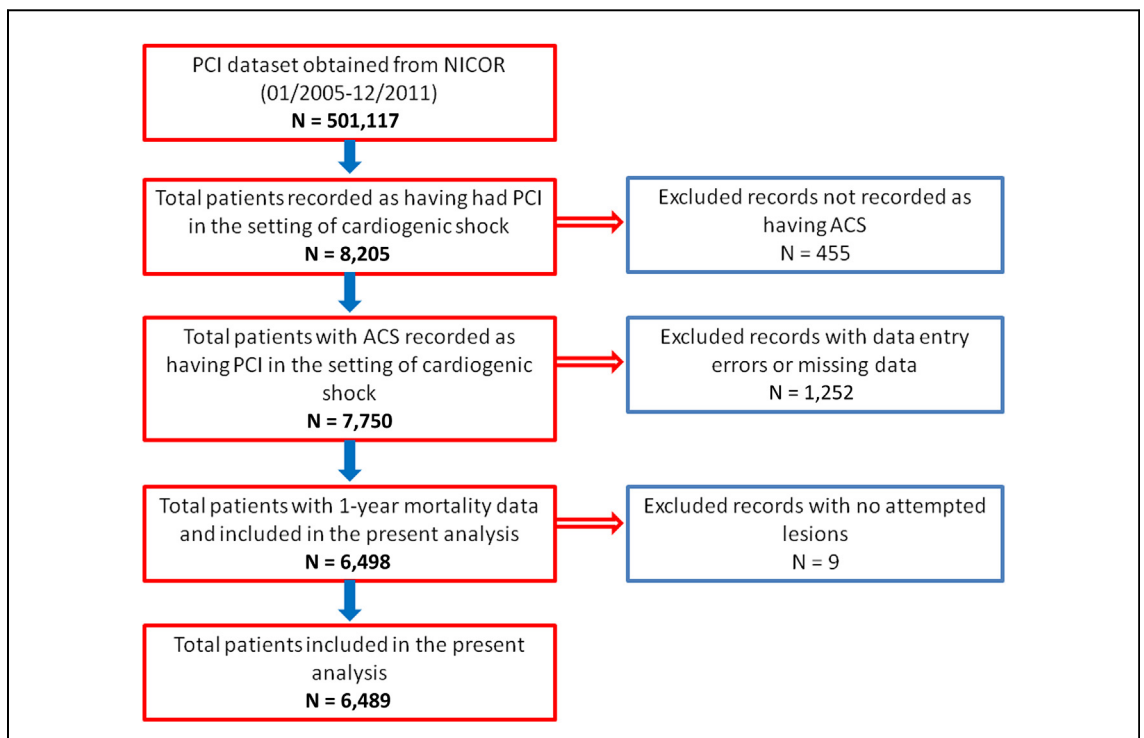 PCI dataset obtained from NICOR
(01/2005-12/2011)
N = 501,117
Total patients recorded as having had PCI
in the setting of cardiogenic shock
N = 8,205
Excluded records not recorded as
having ACS
N = 455
Total patients with ACS recorded as
having PCI in the setting of cardiogenic
shock
N = 7,750
Excluded records with data entry
errors or missing data
N = 1,252
Total patients with 1-year mortality data
and included in the present analysis
N = 6,498
Excluded records with no attempted
lesions
N = 9
Total patients included in the present
analysis
N = 6,489